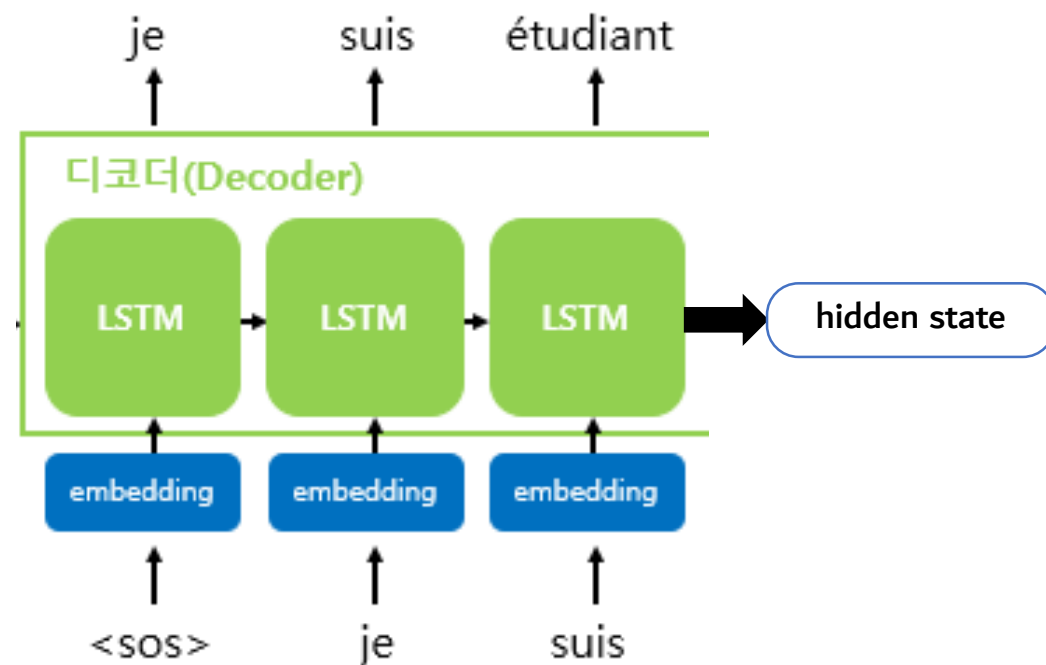 je suis étudiant
디코더(Decoder)
LSTM LSTM LSTM hidden state
embedding embedding embedding
<sos> je suis